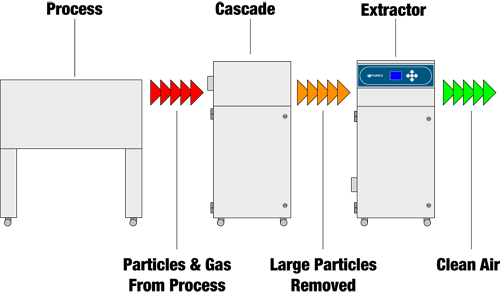 Process
Cascade
Extractor
Particles & Gas
From Process
Large Particles
Removed
Clean Air